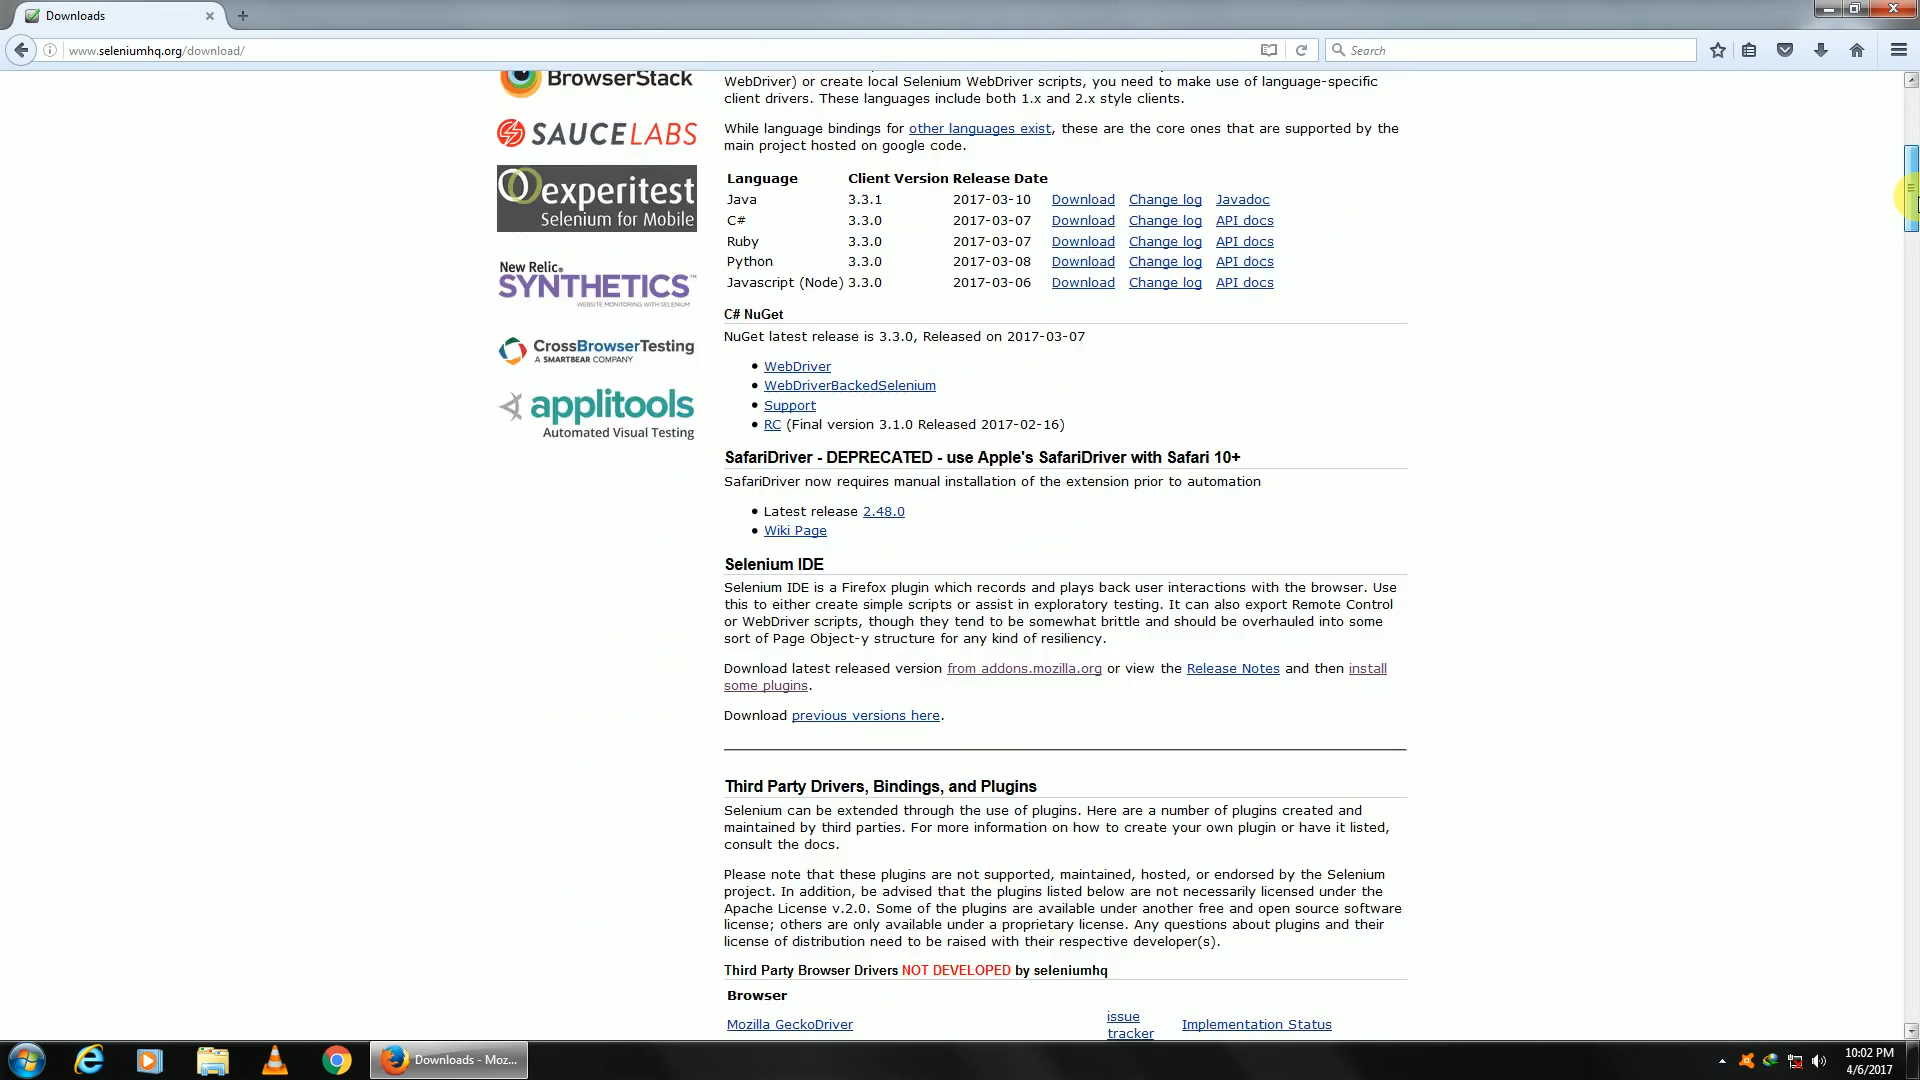 Downloads
www.seleniumhq.org/download/
Search
BrowserStack
SAUCELABS
experitest
Selenium for Mobile
New Relic.
SYNTHETICS™
WEBSITE MONITORING WITH SELENIUM
CrossBrowserTesting
A SMARTBEAR COMPANY
applitools
Automated Visual Testing
WebDriver) or create local Selenium WebDriver scripts, you need to make use of language-specific
client drivers. These languages include both 1.x and 2.x style clients.
While language bindings for other languages exist, these are the core ones that are supported by the
main project hosted on google code.
Language Client Version Release Date
Java 3.3.1 2017-03-10 Download Change log Javadoc
C# 3.3.0 2017-03-07 Download Change log API docs
Ruby 3.3.0 2017-03-07 Download Change log API docs
Python 3.3.0 2017-03-08 Download Change log API docs
Javascript (Node) 3.3.0 2017-03-06 Download Change log API docs
C# NuGet
NuGet latest release is 3.3.0, Released on 2017-03-07
• WebDriver
• WebDriverBackedSelenium
• Support
• RC (Final version 3.1.0 Released 2017-02-16)
SafariDriver - DEPRECATED - use Apple's SafariDriver with Safari 10+
SafariDriver now requires manual installation of the extension prior to automation
• Latest release 2.48.0
• Wiki Page
Selenium IDE
Selenium IDE is a Firefox plugin which records and plays back user interactions with the browser. Use
this to either create simple scripts or assist in exploratory testing. It can also export Remote Control
or WebDriver scripts, though they tend to be somewhat brittle and should be overhauled into some
sort of Page Object-y structure for any kind of resiliency.
Download latest released version from addons.mozilla.org or view the Release Notes and then install
some plugins.
Download previous versions here.
Third Party Drivers, Bindings, and Plugins
Selenium can be extended through the use of plugins. Here are a number of plugins created and
maintained by third parties. For more information on how to create your own plugin or have it listed,
consult the docs.
Please note that these plugins are not supported, maintained, hosted, or endorsed by the Selenium
project. In addition, be advised that the plugins listed below are not necessarily licensed under the
Apache License v.2.0. Some of the plugins are available under another free and open source software
license; others are only available under a proprietary license. Any questions about plugins and their
license of distribution need to be raised with their respective developer(s).
Third Party Browser Drivers NOT DEVELOPED by seleniumhq
Browser
Mozilla GeckoDriver issue Implementation Status
tracker
Downloads - Moz...
10:02 PM
4/6/2017